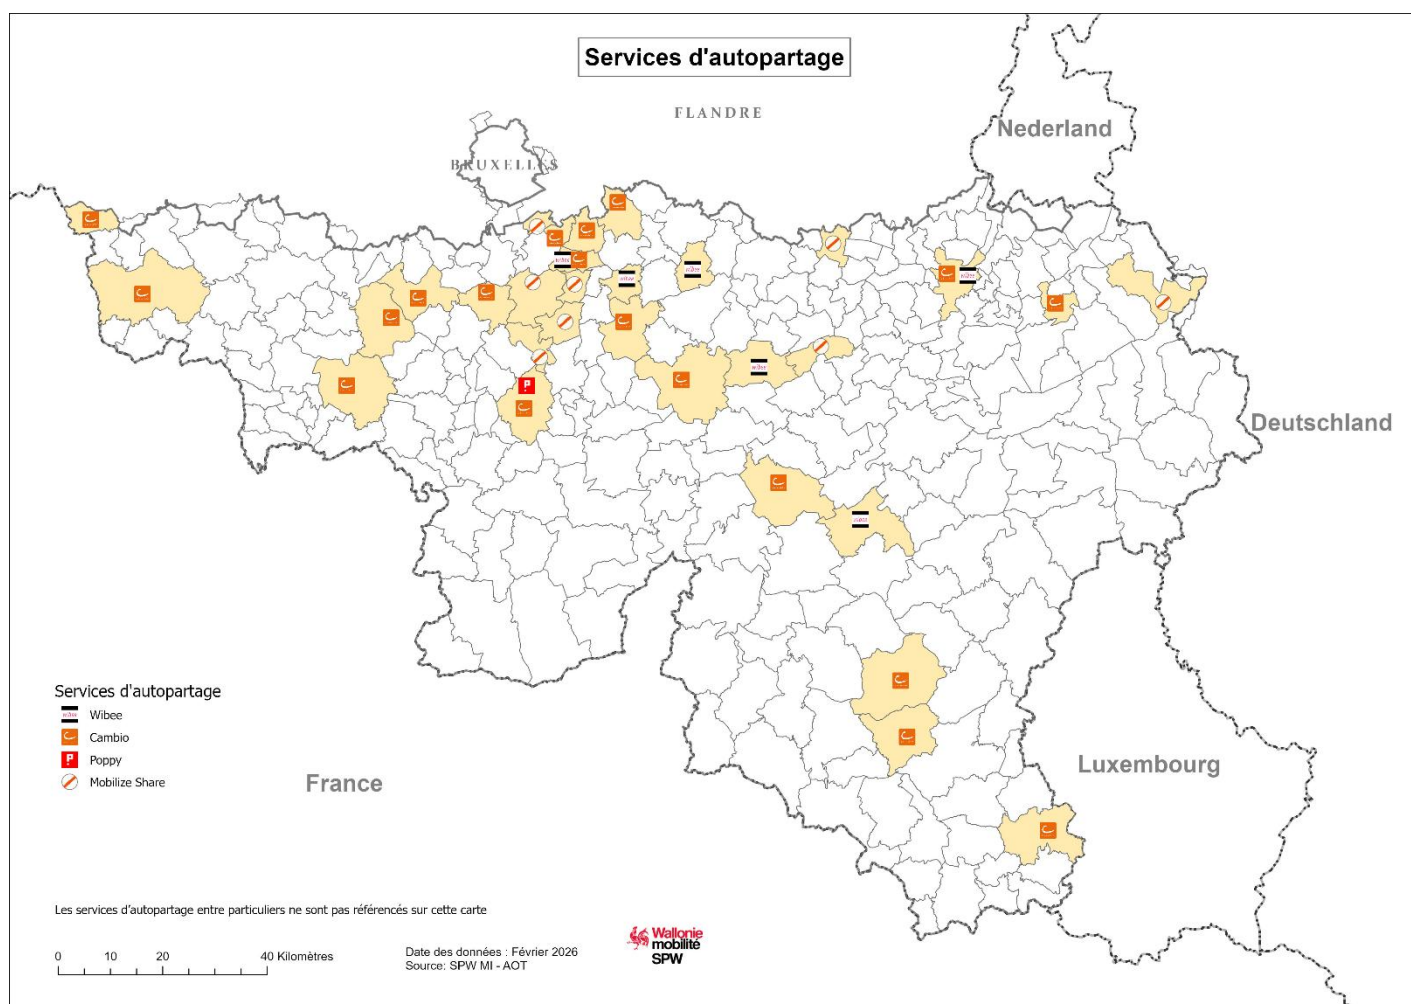 Services d'autopartage
FLANDRE
Nederland
BRUXELLES
Deutschland
Services d'autopartage
Wibee
Cambio
Poppy
Mobilize Share
France
Luxembourg
Les services d'autopartage entre particuliers ne sont pas référencés sur cette carte
0 10 20 40 Kilomètres
Date des données : Février 2026
Source: SPW MI - AOT
Wallonie
mobilité
SPW